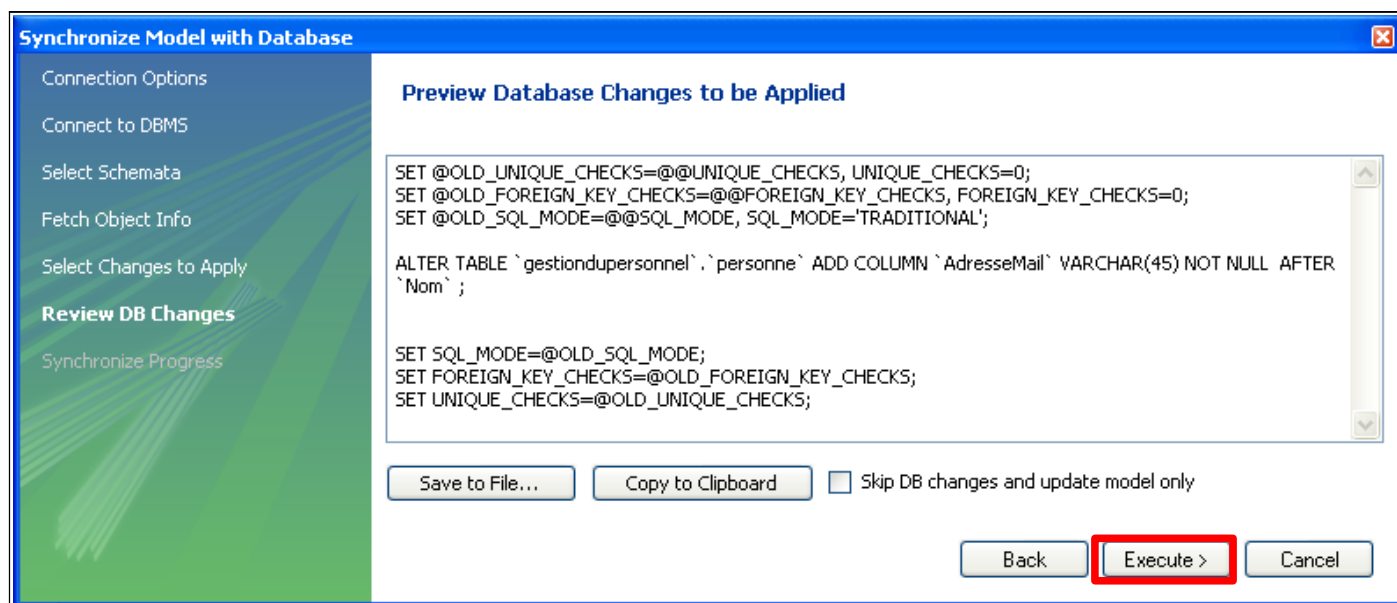 Synchronize Model with Database
Connection Options
Connect to DBMS
Select Schemata
Fetch Object Info
Select Changes to Apply
Review DB Changes
Synchronize Progress
Preview Database Changes to be Applied
SET @OLD_UNIQUE_CHECKS=@@UNIQUE_CHECKS, UNIQUE_CHECKS=0;
SET @OLD_FOREIGN_KEY_CHECKS=@@FOREIGN_KEY_CHECKS, FOREIGN_KEY_CHECKS=0;
SET @OLD_SQL_MODE=@@SQL_MODE, SQL_MODE='TRADITIONAL';
ALTER TABLE `gestiondupersonnel`.`personne` ADD COLUMN `AdresseMail` VARCHAR(45) NOT NULL  AFTER
`Nom` ;
SET SQL_MODE=@OLD_SQL_MODE;
SET FOREIGN_KEY_CHECKS=@OLD_FOREIGN_KEY_CHECKS;
SET UNIQUE_CHECKS=@OLD_UNIQUE_CHECKS;
Save to File... Copy to Clipboard Skip DB changes and update model only
Back Execute > Cancel